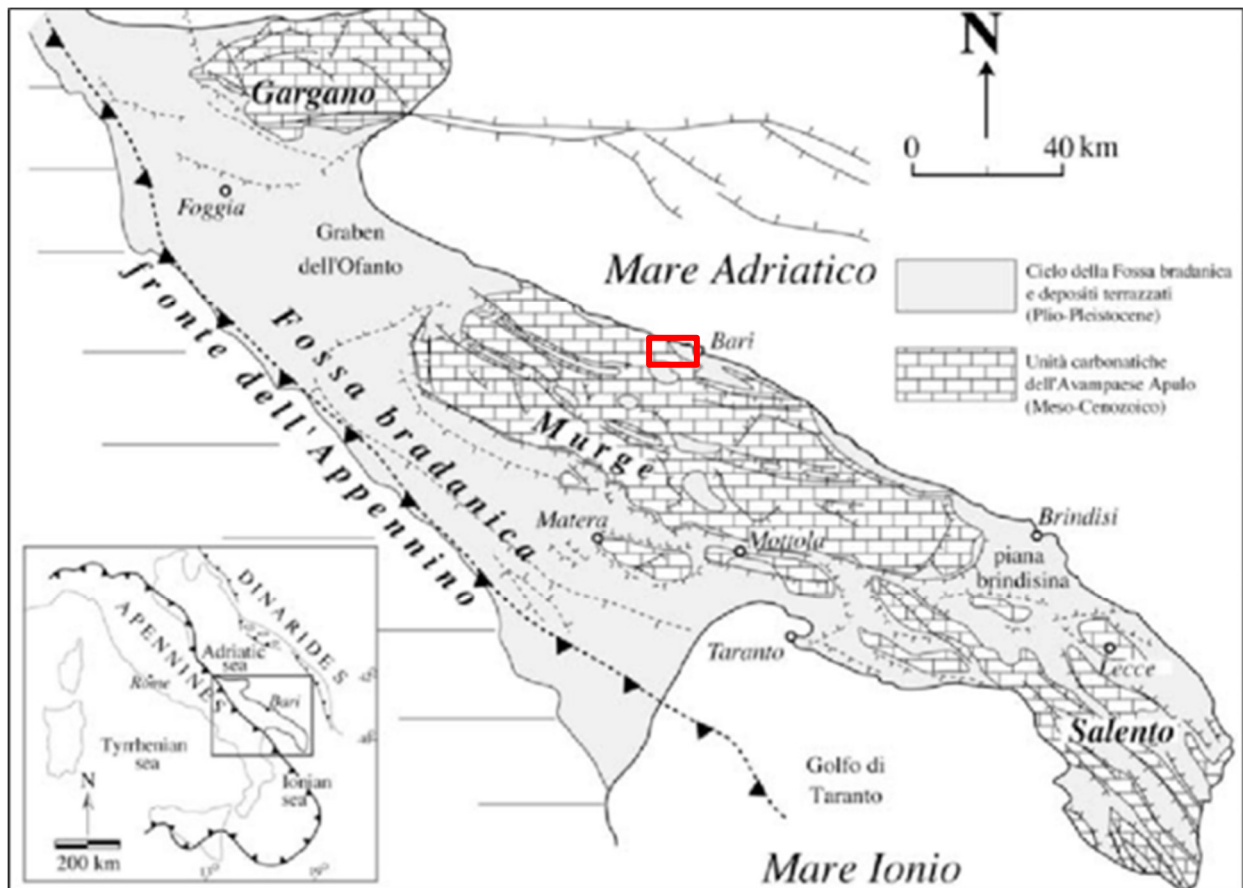 N
0 40 km
Gargano
Foggia
Graben
dell'Ofanto
Mare Adriatico
Ciclo della Fossa bradanica
e depositi terrazzati
(Plio-Pleistocene)
Unità carbonatiche
dell'Avampaese Apulo
(Meso-Cenozoico)
Bari
fronte dell'Appennino
Fossa bradanica
Murge
Matera
Mottola
Brindisi
piana
brindisina
Taranto
Lecce
Salento
Golfo di
Taranto
Mare Ionio
DINARIDES
APENNINES
Adriatic
sea
Rome
Bari
Tyrrhenian
sea
Ionian
sea
N
200 km